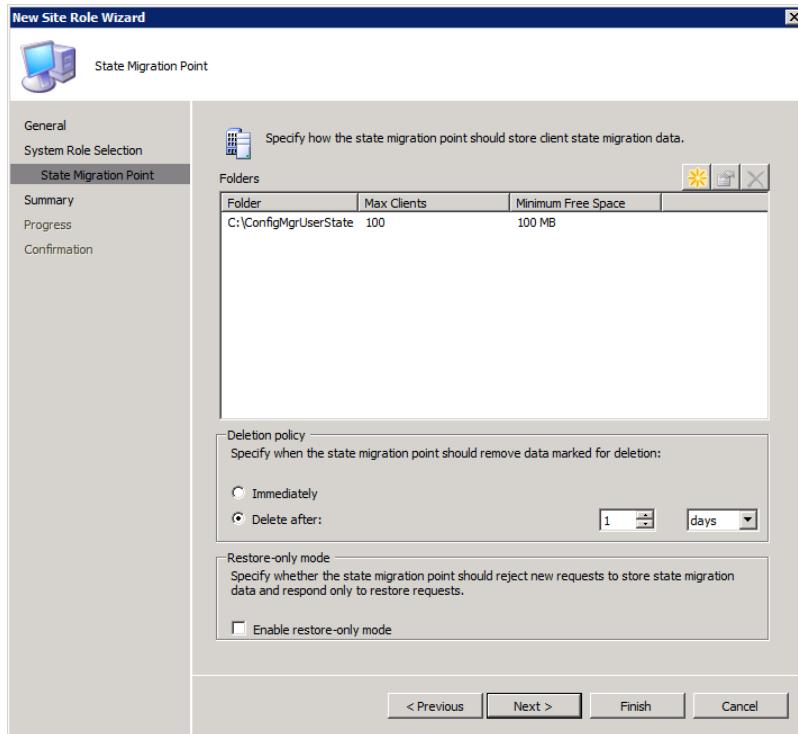 New Site Role Wizard
State Migration Point
General
System Role Selection
State Migration Point
Summary
Progress
Confirmation
Specify how the state migration point should store client state migration data.
Folders
Folder Max Clients Minimum Free Space
C:\ConfigMgrUserState 100 100 MB
Deletion policy
Specify when the state migration point should remove data marked for deletion:
Immediately
Delete after: 1 days
Restore-only mode
Specify whether the state migration point should reject new requests to store state migration
data and respond only to restore requests.
Enable restore-only mode
< Previous Next > Finish Cancel